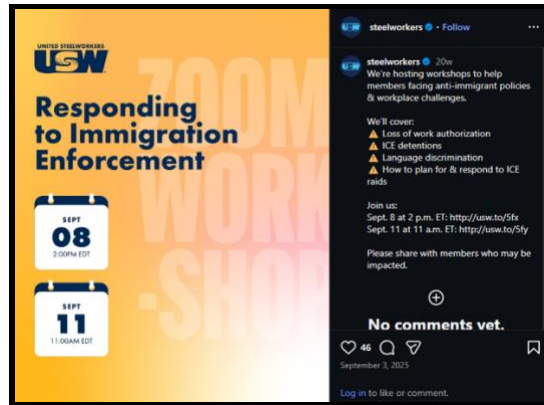 UNITED STEELWORKERS
USW
ZOOM
WORK
-SHOP
Responding
to Immigration
Enforcement
SEPT
08
2:00PM EDT
SEPT
11
11:00AM EDT
steelworkers • Follow
steelworkers 20w
We're hosting workshops to help
members facing anti-immigrant policies
& workplace challenges.
We'll cover:
⚠ Loss of work authorization
⚠ ICE detentions
⚠ Language discrimination
⚠ How to plan for & respond to ICE
raids
Join us:
Sept. 8 at 2 p.m. ET: http://usw.to/5fx
Sept. 11 at 11 a.m. ET: http://usw.to/5fy
Please share with members who may be
impacted.
No comments yet.
46
September 3, 2025
Log in to like or comment.